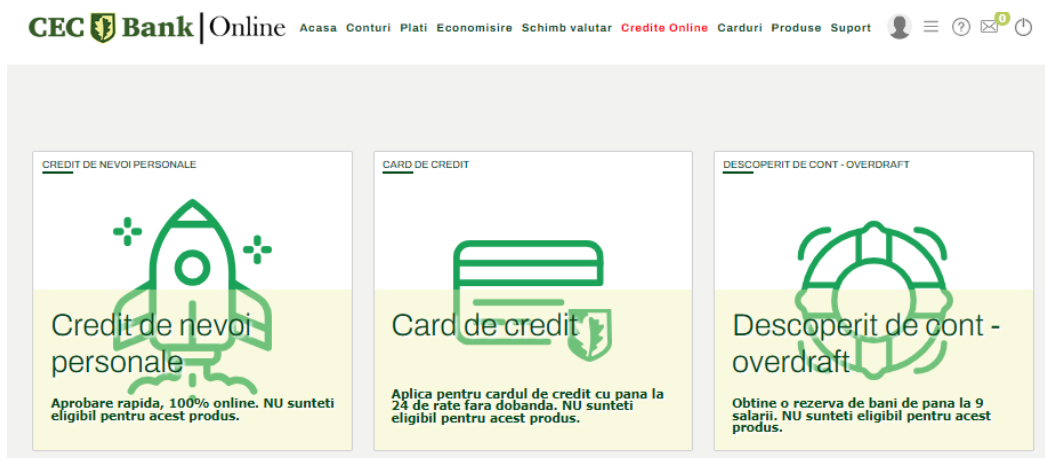 CEC Bank Online Acasa Conturi Plati Economisire Schimb valutar Credite Online Carduri Produse Suport ? 0
CREDIT DE NEVOI PERSONALE
Credit de nevoi
personale
Aprobare rapida, 100% online. NU sunteti
eligibil pentru acest produs.
CARD DE CREDIT
Card de credit
Aplica pentru cardul de credit cu pana la
24 de rate fara dobanda. NU sunteti
eligibil pentru acest produs.
DESCOPERIT DE CONT - OVERDRAFT
Descoperit de cont -
overdraft
Obtine o rezerva de bani de pana la 9
salarii. NU sunteti eligibil pentru acest
produs.